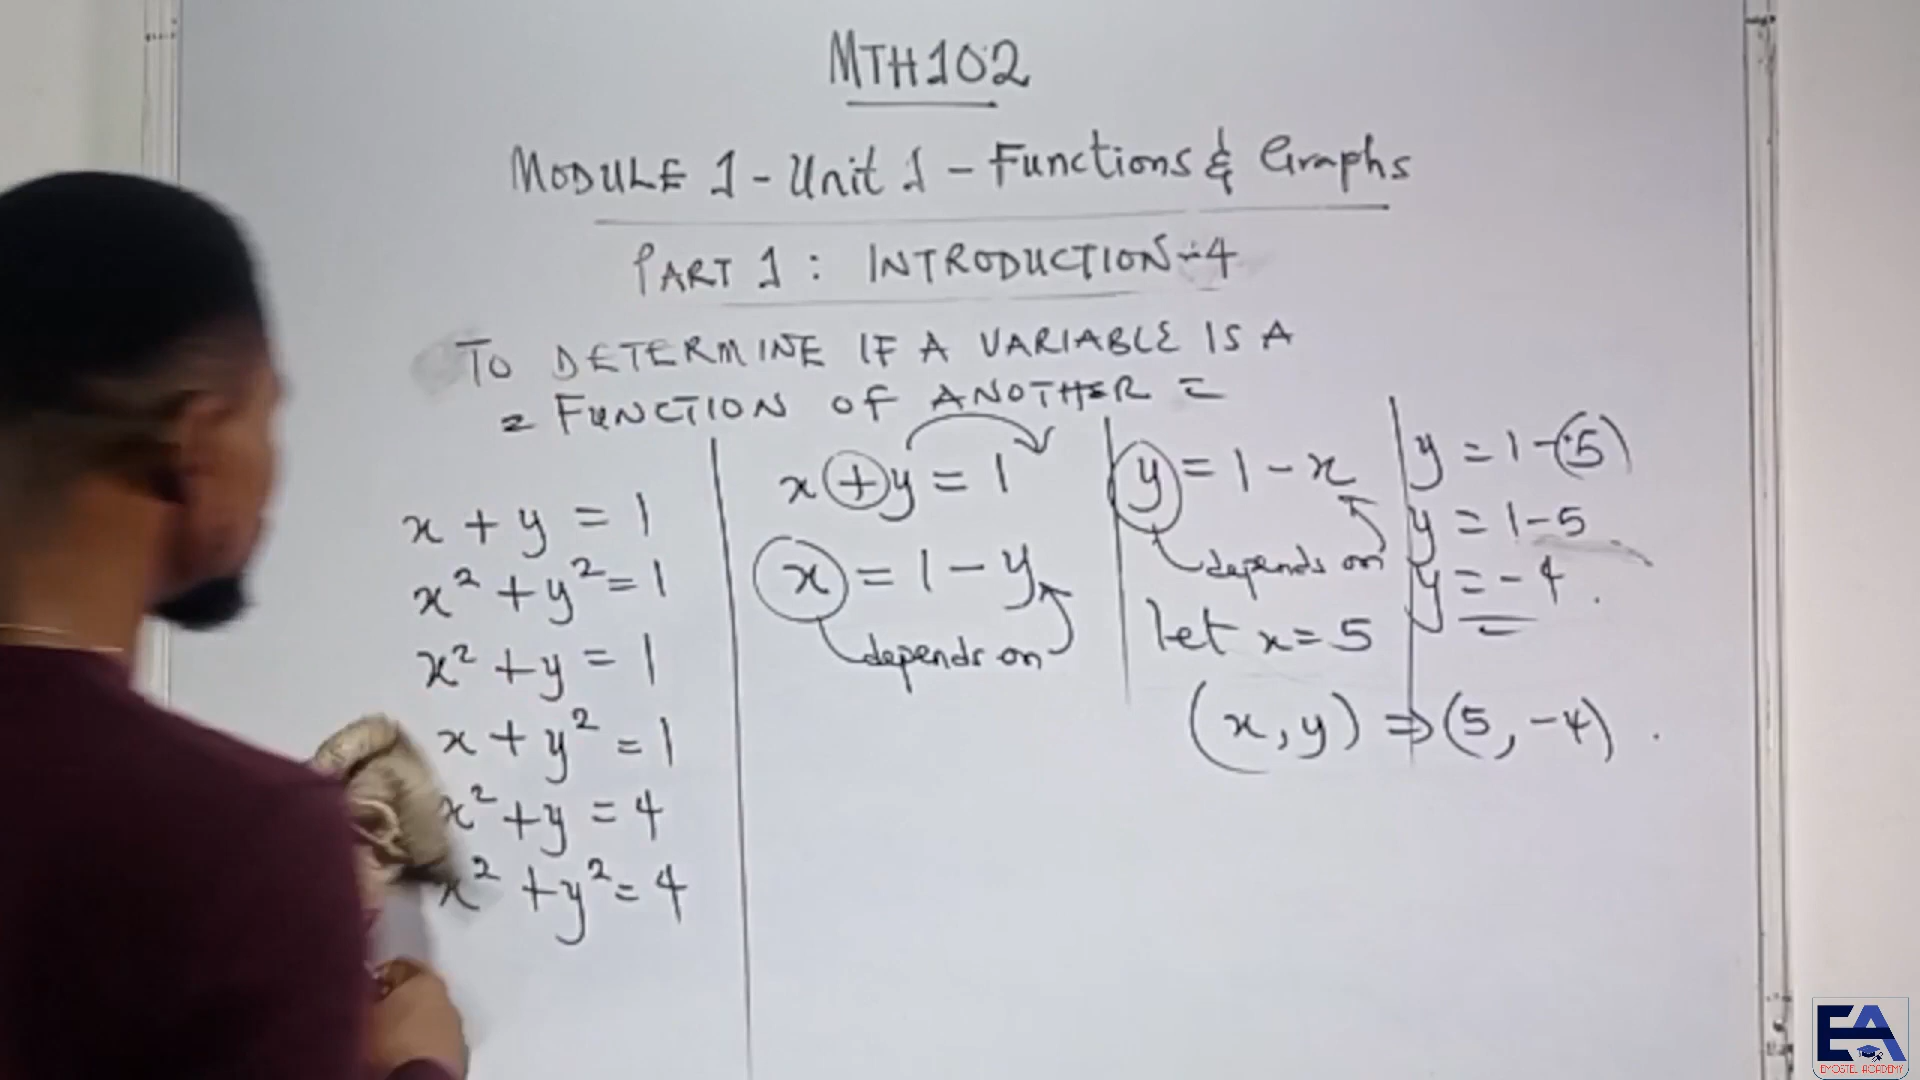 MTH102
MODULE 1 - Unit 1 - Functions & Graphs
PART 1 : INTRODUCTION - 4
TO DETERMINE IF A VARIABLE IS A
= FUNCTION OF ANOTHER =
x + y = 1
x² + y² = 1
x² + y = 1
x + y² = 1
x² + y = 4
x² + y² = 4
x + y = 1
x = 1 - y
depends on
y = 1 - x
depends on
let x = 5
y = 1 - (5)
y = 1 - 5
y = -4.
(x, y) ⇒ (5, -4).
EA
EMOSTEL ACADEMY